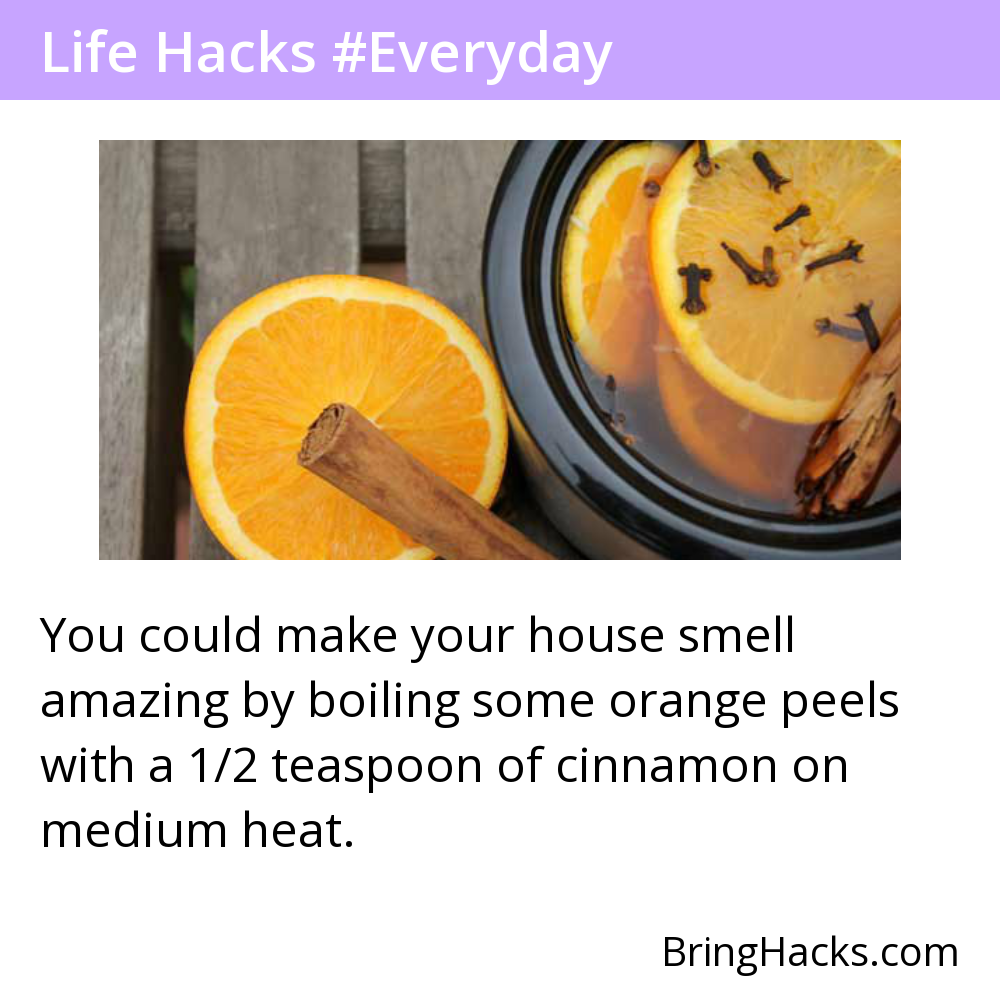 Life Hacks #Everyday
You could make your house smell
amazing by boiling some orange peels
with a 1/2 teaspoon of cinnamon on
medium heat.
BringHacks.com